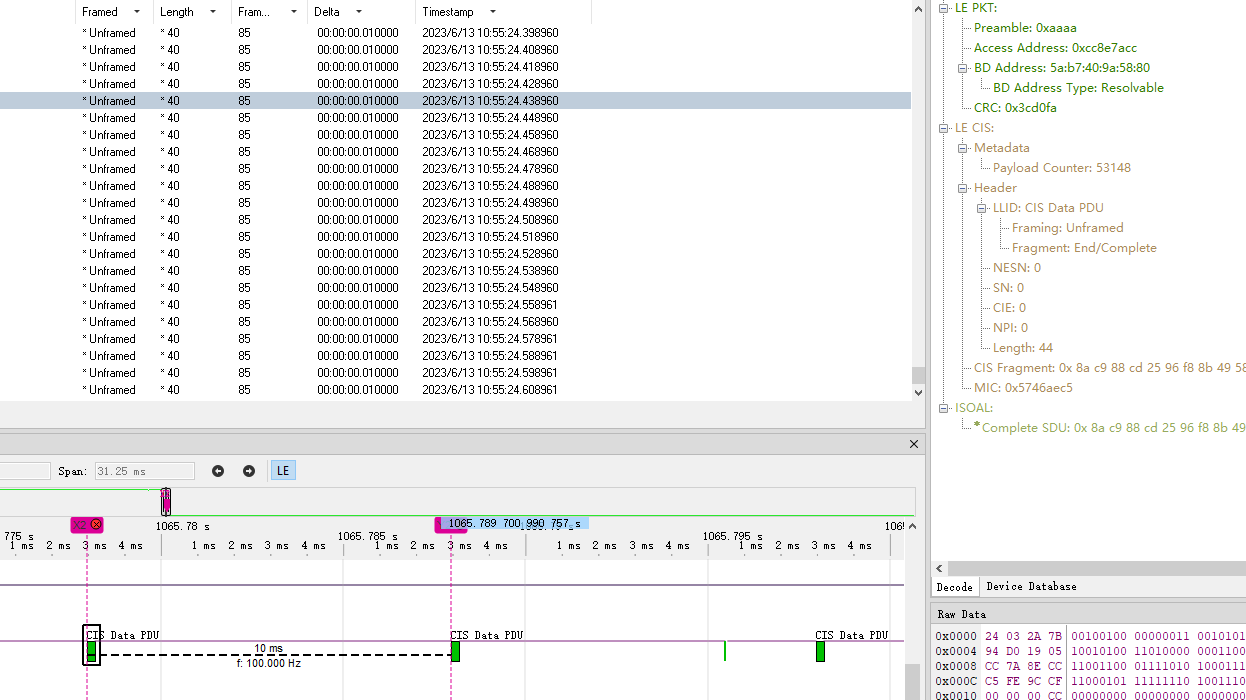 Framed Length Fram... Delta Timestamp
* Unframed * 40 85 00:00:00.010000 2023/6/13 10:55:24.398960
* Unframed * 40 85 00:00:00.010000 2023/6/13 10:55:24.408960
* Unframed * 40 85 00:00:00.010000 2023/6/13 10:55:24.418960
* Unframed * 40 85 00:00:00.010000 2023/6/13 10:55:24.428960
* Unframed * 40 85 00:00:00.010000 2023/6/13 10:55:24.438960
* Unframed * 40 85 00:00:00.010000 2023/6/13 10:55:24.448960
* Unframed * 40 85 00:00:00.010000 2023/6/13 10:55:24.458960
* Unframed * 40 85 00:00:00.010000 2023/6/13 10:55:24.468960
* Unframed * 40 85 00:00:00.010000 2023/6/13 10:55:24.478960
* Unframed * 40 85 00:00:00.010000 2023/6/13 10:55:24.488960
* Unframed * 40 85 00:00:00.010000 2023/6/13 10:55:24.498960
* Unframed * 40 85 00:00:00.010000 2023/6/13 10:55:24.508960
* Unframed * 40 85 00:00:00.010000 2023/6/13 10:55:24.518960
* Unframed * 40 85 00:00:00.010000 2023/6/13 10:55:24.528960
* Unframed * 40 85 00:00:00.010000 2023/6/13 10:55:24.538960
* Unframed * 40 85 00:00:00.010000 2023/6/13 10:55:24.548960
* Unframed * 40 85 00:00:00.010000 2023/6/13 10:55:24.558961
* Unframed * 40 85 00:00:00.010000 2023/6/13 10:55:24.568960
* Unframed * 40 85 00:00:00.010000 2023/6/13 10:55:24.578961
* Unframed * 40 85 00:00:00.010000 2023/6/13 10:55:24.588961
* Unframed * 40 85 00:00:00.010000 2023/6/13 10:55:24.598961
* Unframed * 40 85 00:00:00.010000 2023/6/13 10:55:24.608961
Span: 31.25 ms LE
X2 1065.789 700 990 757 s
775 s 1065.78 s 1065.785 s 1065.795 s 1065
1 ms 2 ms 3 ms 4 ms 1 ms 2 ms 3 ms 4 ms 1 ms 2 ms 3 ms 4 ms 1 ms 2 ms 3 ms 4 ms 1 ms 2 ms 3 ms 4 ms
CIS Data PDU CIS Data PDU CIS Data PDU
10 ms
f: 100.000 Hz
LE PKT:
Preamble: 0xaaaa
Access Address: 0xcc8e7acc
BD Address: 5a:b7:40:9a:58:80
BD Address Type: Resolvable
CRC: 0x3cd0fa
LE CIS:
Metadata
Payload Counter: 53148
Header
LLID: CIS Data PDU
Framing: Unframed
Fragment: End/Complete
NESN: 0
SN: 0
CIE: 0
NPI: 0
Length: 44
CIS Fragment: 0x 8a c9 88 cd 25 96 f8 8b 49 58
MIC: 0x5746aec5
ISOAL:
*Complete SDU: 0x 8a c9 88 cd 25 96 f8 8b 49
Decode Device Database
Raw Data
0x0000 24 03 2A 7B 00100100 00000011 0010101
0x0004 94 D0 19 05 10010100 11010000 0001100
0x0008 CC 7A 8E CC 11001100 01111010 1000111
0x000C C5 FE 9C CF 11000101 11111110 1001110
0x0010 00 00 00 CC 00000000 00000000 0000000